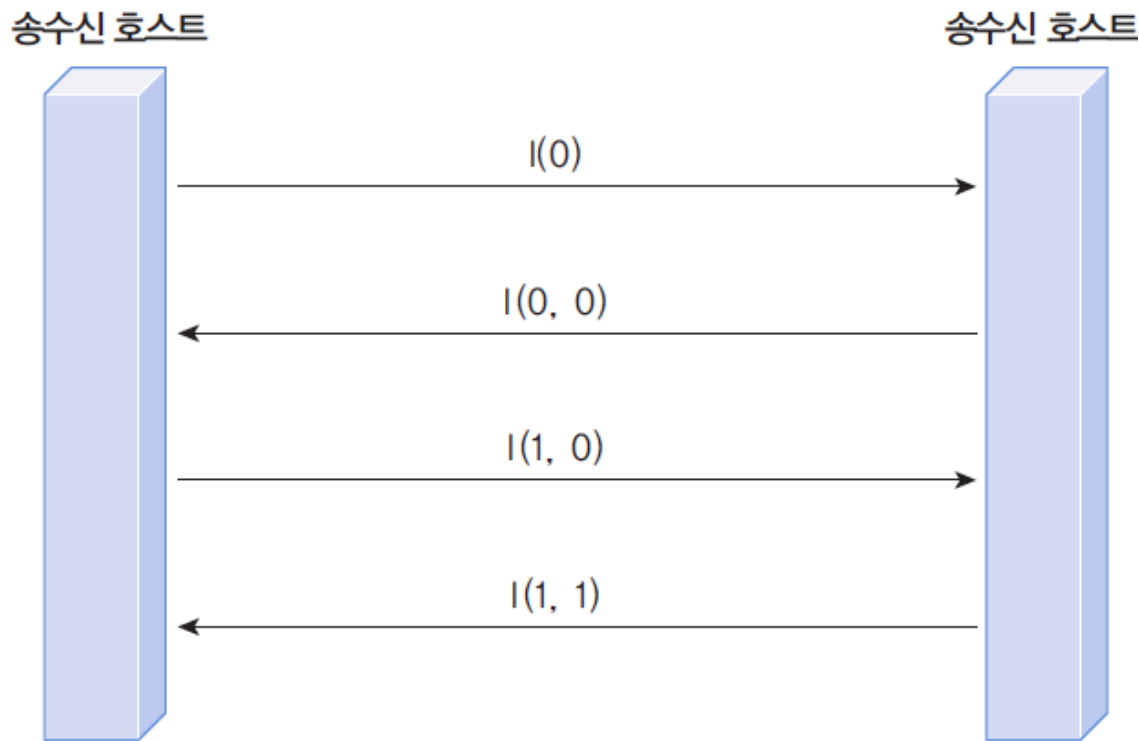 송수신 호스트 송수신 호스트
I(0)
I(0, 0)
I(1, 0)
I(1, 1)